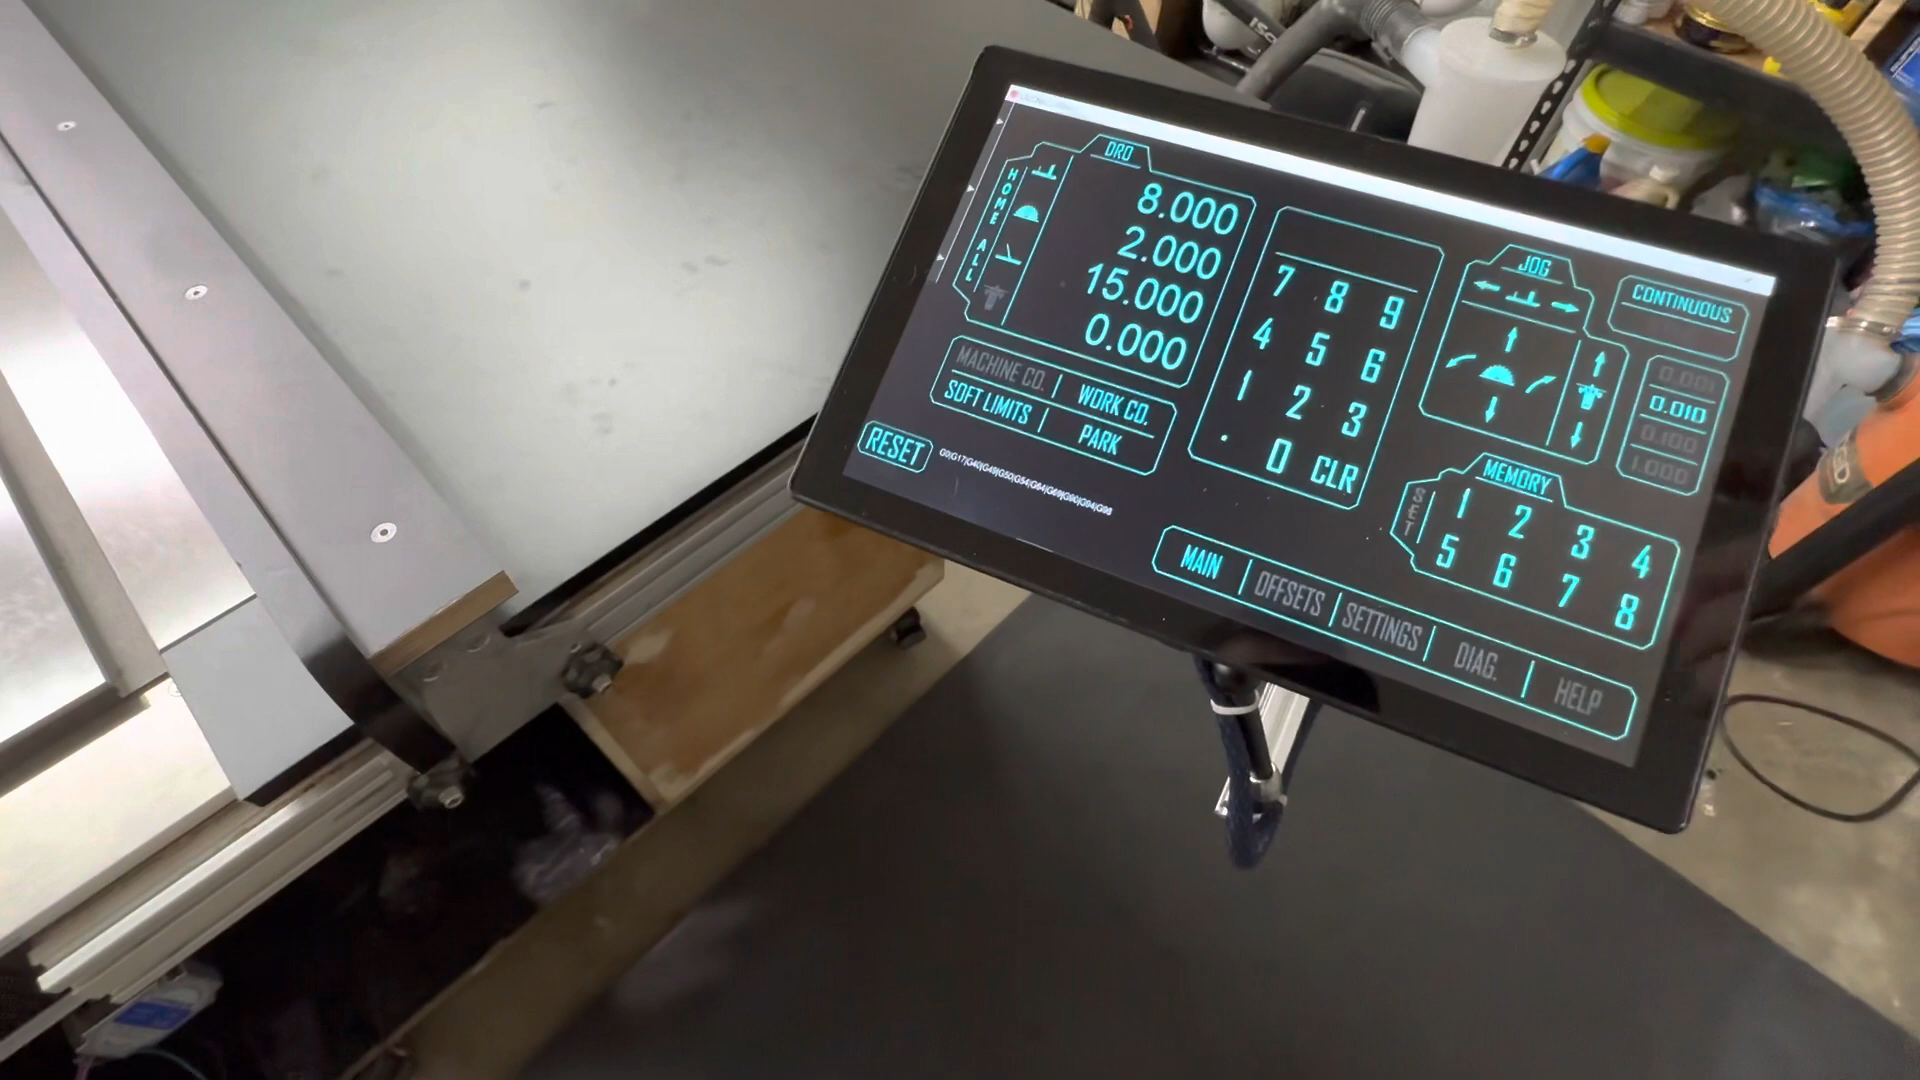 DRO
HOME ALL
8.000
2.000
15.000
0.000
MACHINE CO. WORK CO.
SOFT LIMITS PARK
RESET
7 8 9
4 5 6
1 2 3
. 0 CLR
JOG
CONTINUOUS
0.001
0.010
0.100
1.000
MEMORY
SET
1 2 3 4
5 6 7 8
MAIN OFFSETS SETTINGS DIAG. HELP